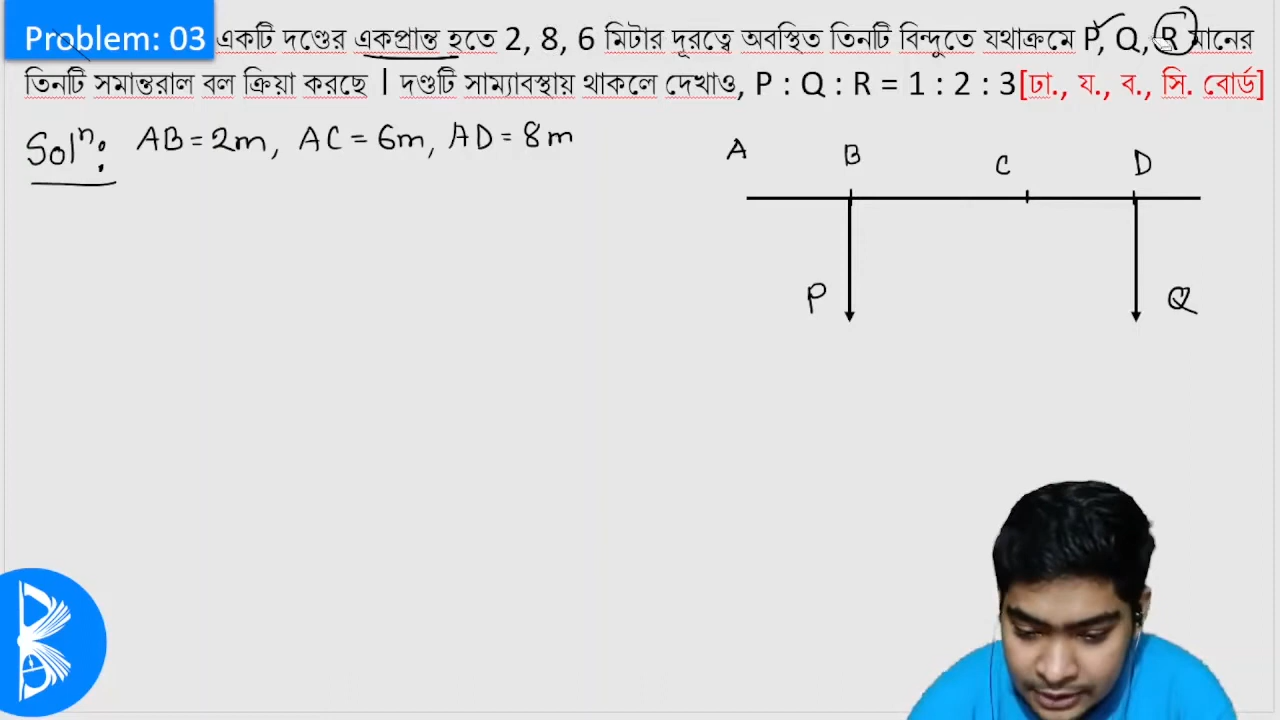 Problem: 03 একটি দণ্ডের একপ্রান্ত হতে 2, 8, 6 মিটার দূরত্বে অবস্থিত তিনটি বিন্দুতে যথাক্রমে P, Q, R মানের
তিনটি সমান্তরাল বল ক্রিয়া করছে । দণ্ডটি সাম্যাবস্থায় থাকলে দেখাও, P : Q : R = 1 : 2 : 3[ঢা., য., ব., সি. বোর্ড]
Solⁿ: AB = 2m, AC = 6m, AD = 8m
A B C D
P Q